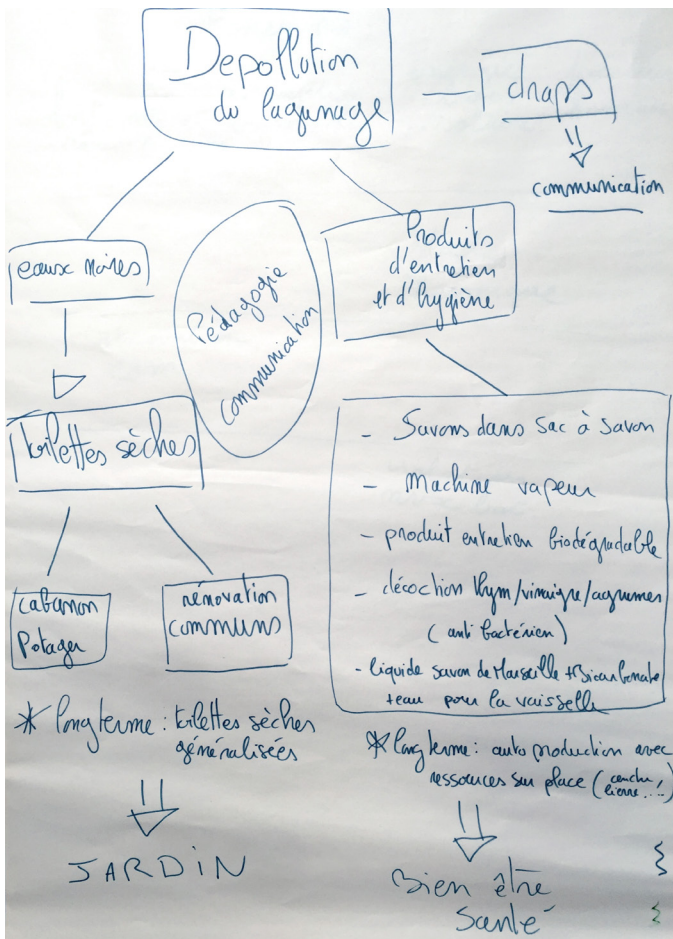 Depollution
du lagunage
draps
communication
eaux noires
Pédagogie
communication
Produits
d'entretien
et d'hygiène
toilettes sèches
cabanon
Potager
rénovation
communs
- Savons dans sac à savon
- machine vapeur
- produit entretien biodégradable
- décoction thym/vinaigre/agrumes
(anti bactérien)
- liquide savon de Marseille + Bicarbonate
+ eau pour la vaisselle
* long terme : toilettes sèches
généralisées
JARDIN
* long terme : auto production avec
ressources sur place (cendre,
lierre....)
Bien être
Santé